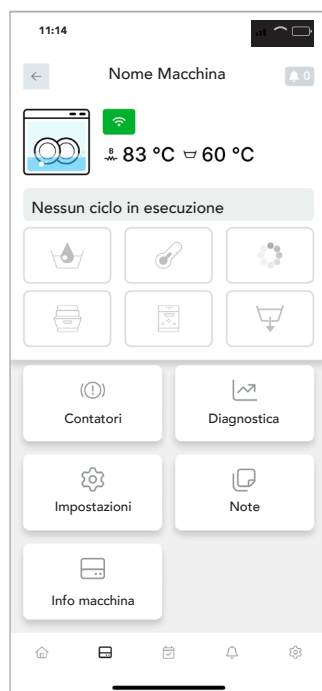 11:14
Nome Macchina
0
B 83 °C 60 °C
Nessun ciclo in esecuzione
Contatori
Diagnostica
Impostazioni
Note
Info macchina